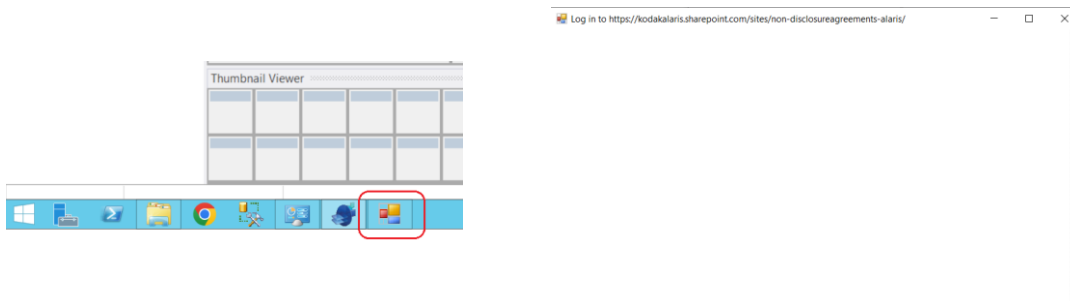 Log in to https://kodakalaris.sharepoint.com/sites/non-disclosureagreements-alaris/
Thumbnail Viewer